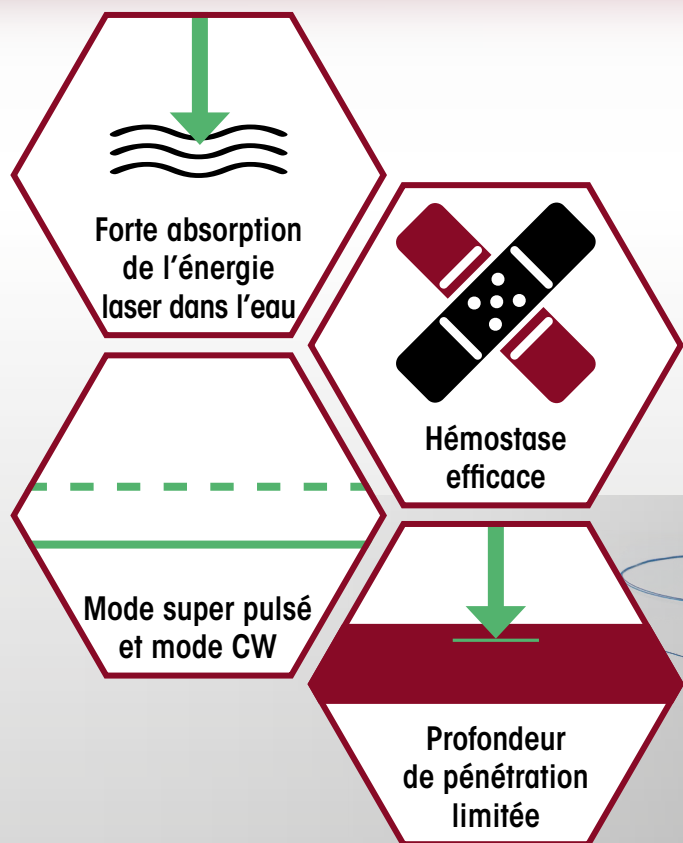 Forte absorption
de l’énergie
laser dans l’eau
Hémostase
efficace
Mode super pulsé
et mode CW
Profondeur
de pénétration
limitée